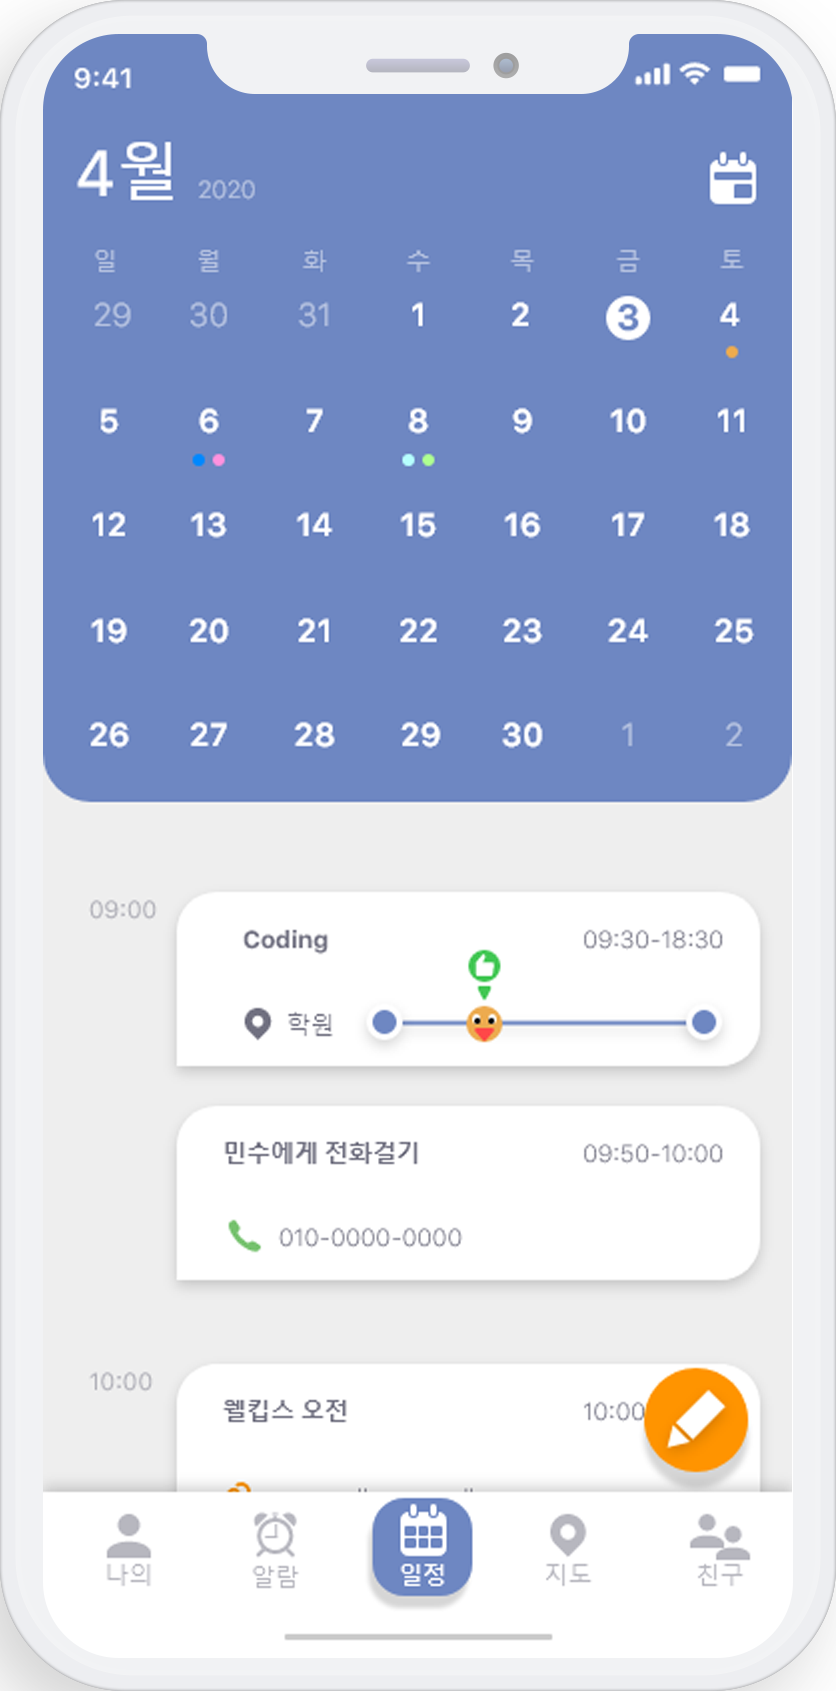 9:41
4월 2020
일 월 화 수 목 금 토
29 30 31 1 2 3 4
5 6 7 8 9 10 11
12 13 14 15 16 17 18
19 20 21 22 23 24 25
26 27 28 29 30 1 2
09:00
Coding 09:30-18:30
학원
민수에게 전화걸기 09:50-10:00
010-0000-0000
10:00
웰킵스 오전 10:00
나의 알람 일정 지도 친구